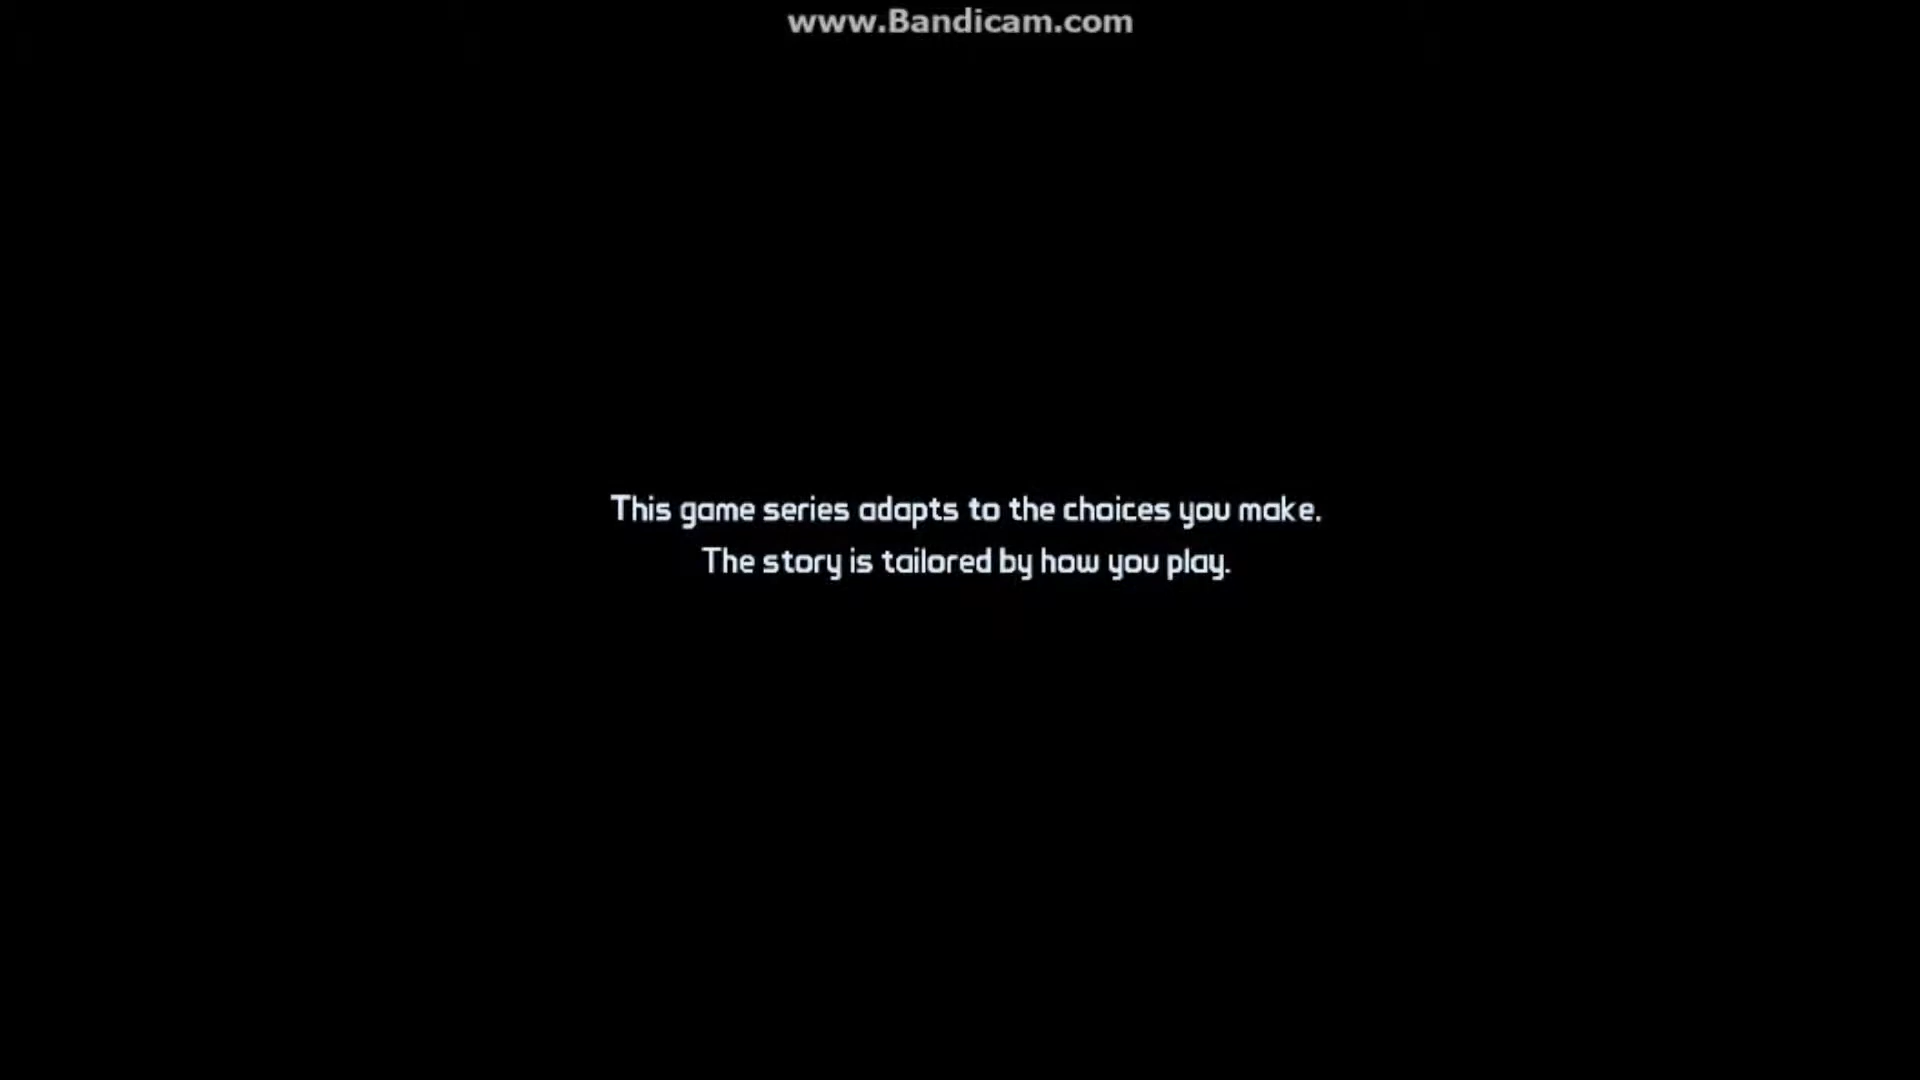 www.Bandicam.com
This game series adapts to the choices you make.
The story is tailored by how you play.